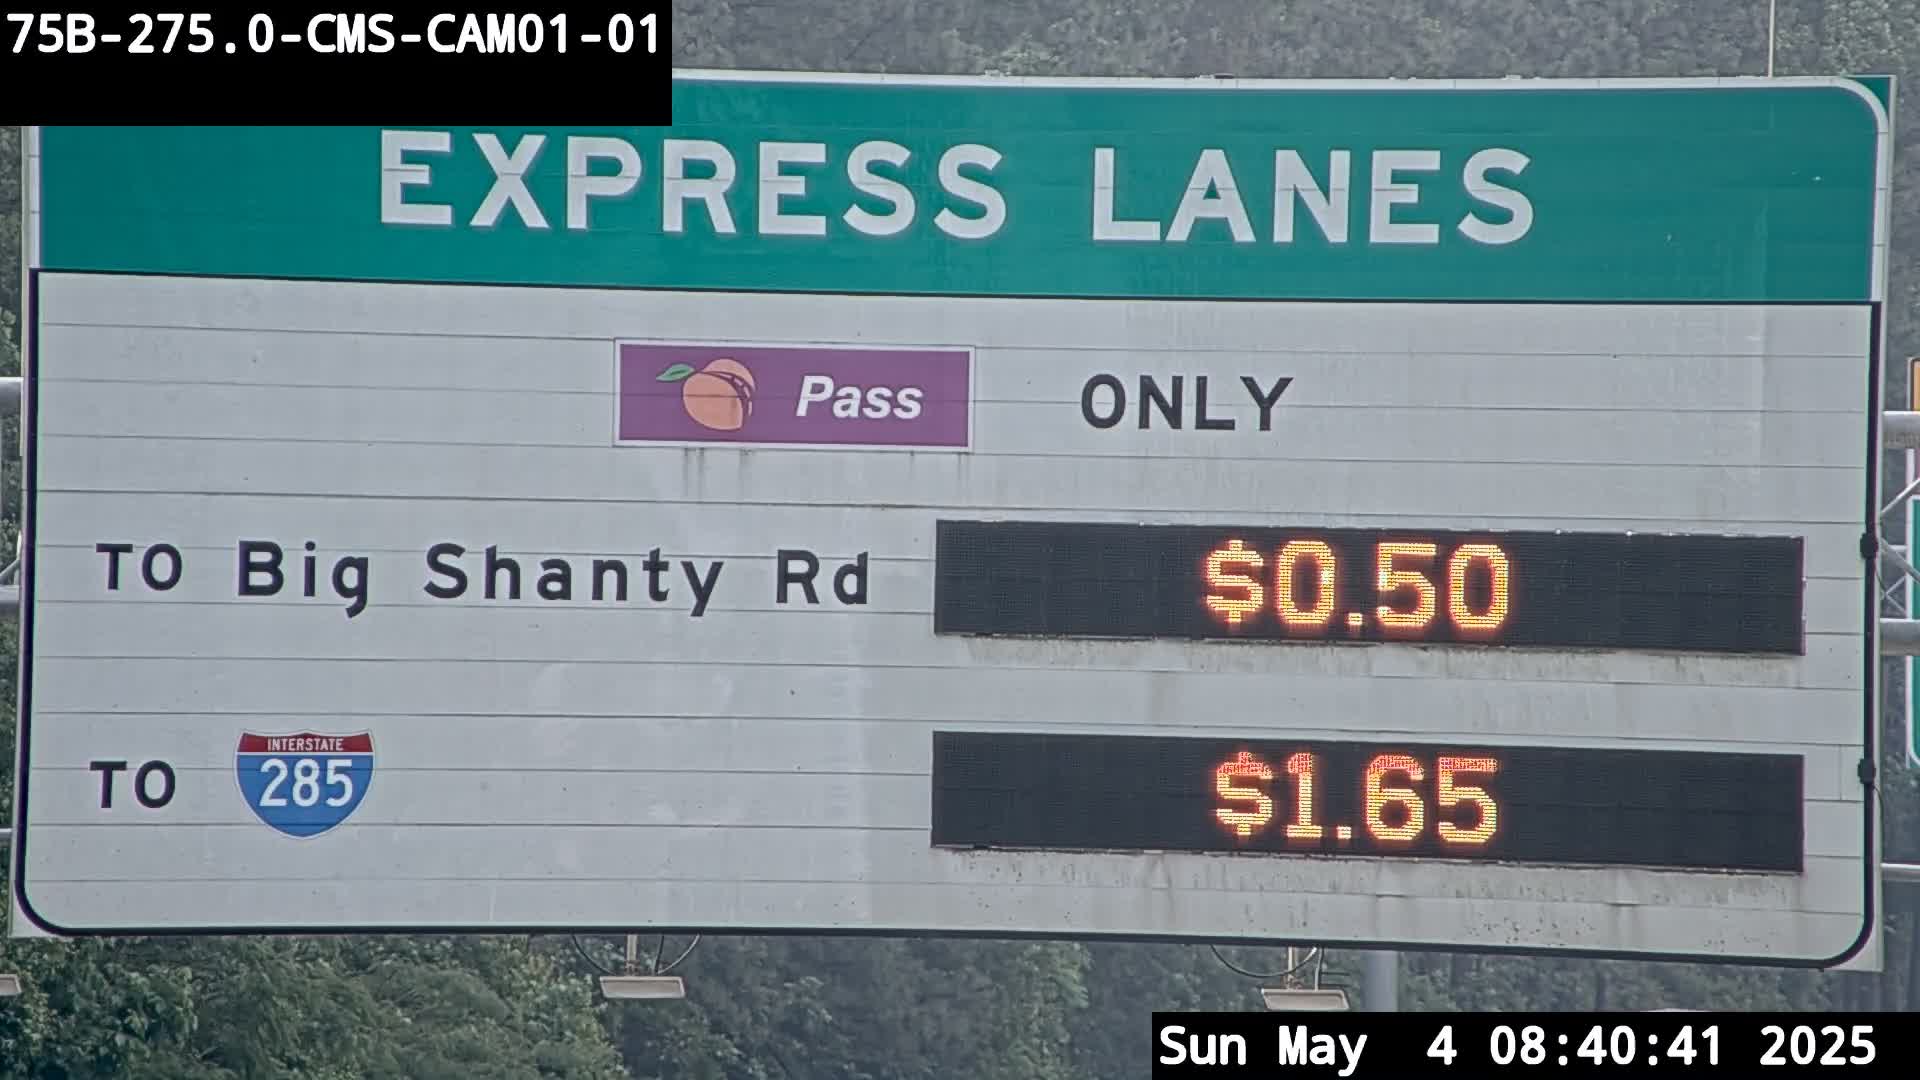 75B-275.0-CMS-CAM01-01
EXPRESS LANES
Pass ONLY
TO Big Shanty Rd $0.50
INTERSTATE
TO 285 $1.65
Sun May 4 08:40:41 2025